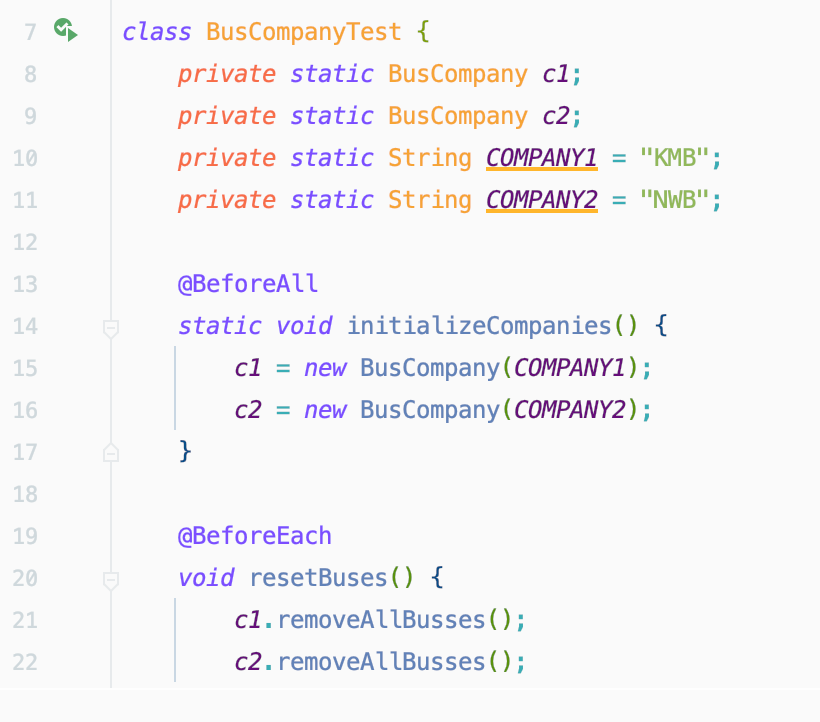 7 class BusCompanyTest {
8 private static BusCompany c1;
9 private static BusCompany c2;
10 private static String COMPANY1 = "KMB";
11 private static String COMPANY2 = "NWB";
12
13 @BeforeAll
14 static void initializeCompanies() {
15 c1 = new BusCompany(COMPANY1);
16 c2 = new BusCompany(COMPANY2);
17 }
18
19 @BeforeEach
20 void resetBuses() {
21 c1.removeAllBusses();
22 c2.removeAllBusses();